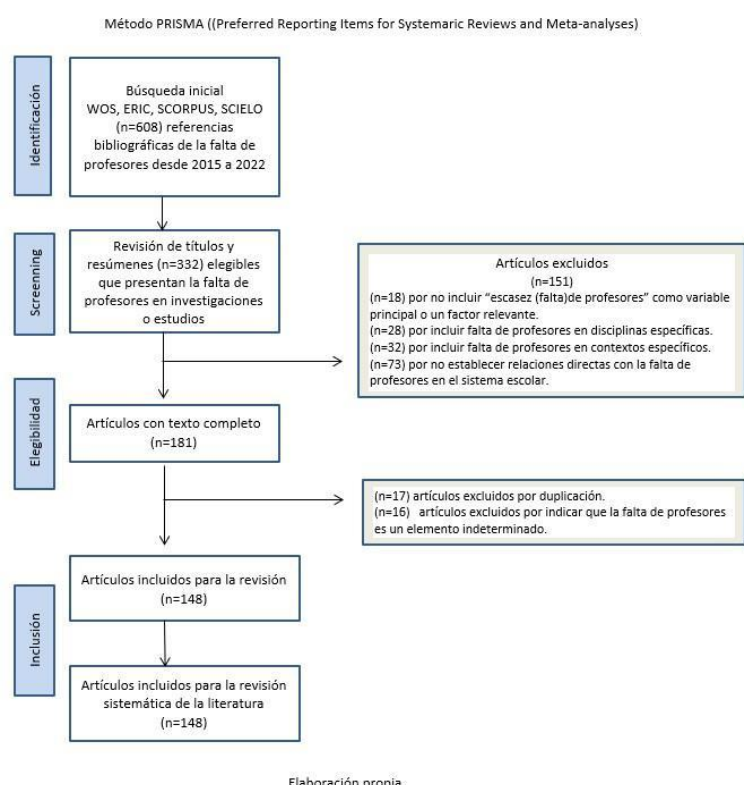 Método PRISMA ((Preferred Reporting Items for Systemaric Reviews and Meta-analyses)
Identificación
Búsqueda inicial
WOS, ERIC, SCORPUS, SCIELO
(n=608) referencias
bibliográficas de la falta de
profesores desde 2015 a 2022
Screnning
Revisión de títulos y
resúmenes (n=332) elegibles
que presentan la falta de
profesores en investigaciones
o estudios
Artículos excluidos
(n=151)
(n=18) por no incluir “escasez (falta)de profesores” como variable
principal o un factor relevante.
(n=28) por incluir falta de profesores en disciplinas específicas.
(n=32) por incluir falta de profesores en contextos específicos.
(n=73) por no establecer relaciones directas con la falta de
profesores en el sistema escolar.
Elegibilidad
Artículos con texto completo
(n=181)
(n=17) artículos excluidos por duplicación.
(n=16) artículos excluidos por indicar que la falta de profesores
es un elemento indeterminado.
Inclusión
Artículos incluidos para la revisión
(n=148)
Artículos incluidos para la revisión
sistemática de la literatura
(n=148)
Elaboración propia